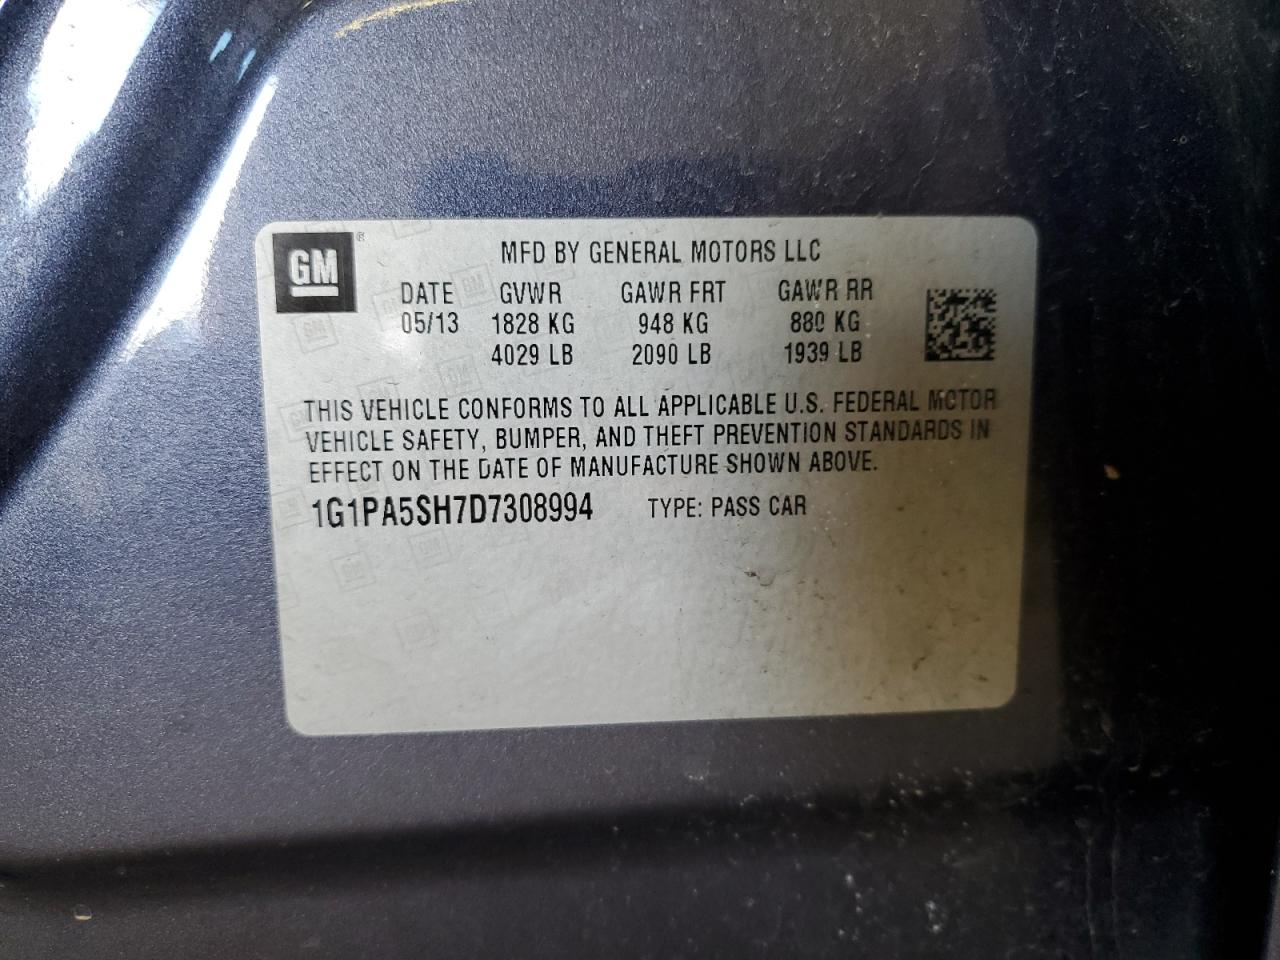 GM®
MFD BY GENERAL MOTORS LLC
DATE GVWR GAWR FRT GAWR RR
05/13 1828 KG 948 KG 880 KG
4029 LB 2090 LB 1939 LB
THIS VEHICLE CONFORMS TO ALL APPLICABLE U.S. FEDERAL MOTOR
VEHICLE SAFETY, BUMPER, AND THEFT PREVENTION STANDARDS IN
EFFECT ON THE DATE OF MANUFACTURE SHOWN ABOVE.
1G1PA5SH7D7308994 TYPE: PASS CAR